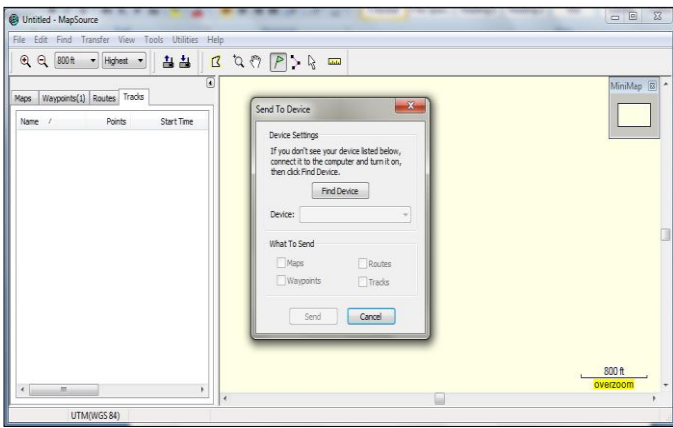 Untitled - MapSource
File Edit Find Transfer View Tools Utilities Help
800 ft Highest
Maps Waypoints(1) Routes Tracks
Name / Points Start Time
MiniMap
Send To Device
Device Settings
If you don't see your device listed below,
connect it to the computer and turn it on,
then click Find Device.
Find Device
Device:
What To Send
Maps Routes
Waypoints Tracks
Send Cancel
800 ft
overzoom
UTM(WGS 84)